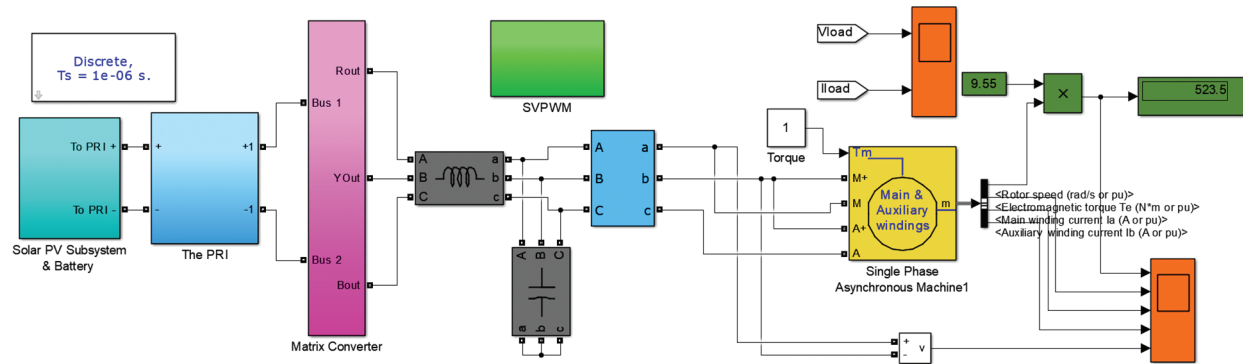 Discrete,
Ts = 1e-06 s.
To PRI +
To PRI -
Solar PV Subsystem
& Battery
+
-
+1
-1
The PRI
Bus 1
Bus 2
Rout
YOut
Bout
Matrix Converter
A
B
C
a
b
c
A
B
C
a
b
c
SVPWM
A
B
C
a
b
c
Vload
Iload
1
Torque
Tm
M+
M
A+
A
Main &
Auxiliary
windings
m
Single Phase
Asynchronous Machine1
9.55
×
523.5
<Rotor speed (rad/s or pu)>
<Electromagnetic torque Te (N*m or pu)>
<Main winding current Ia (A or pu)>
<Auxiliary winding current Ib (A or pu)>
+
-
v